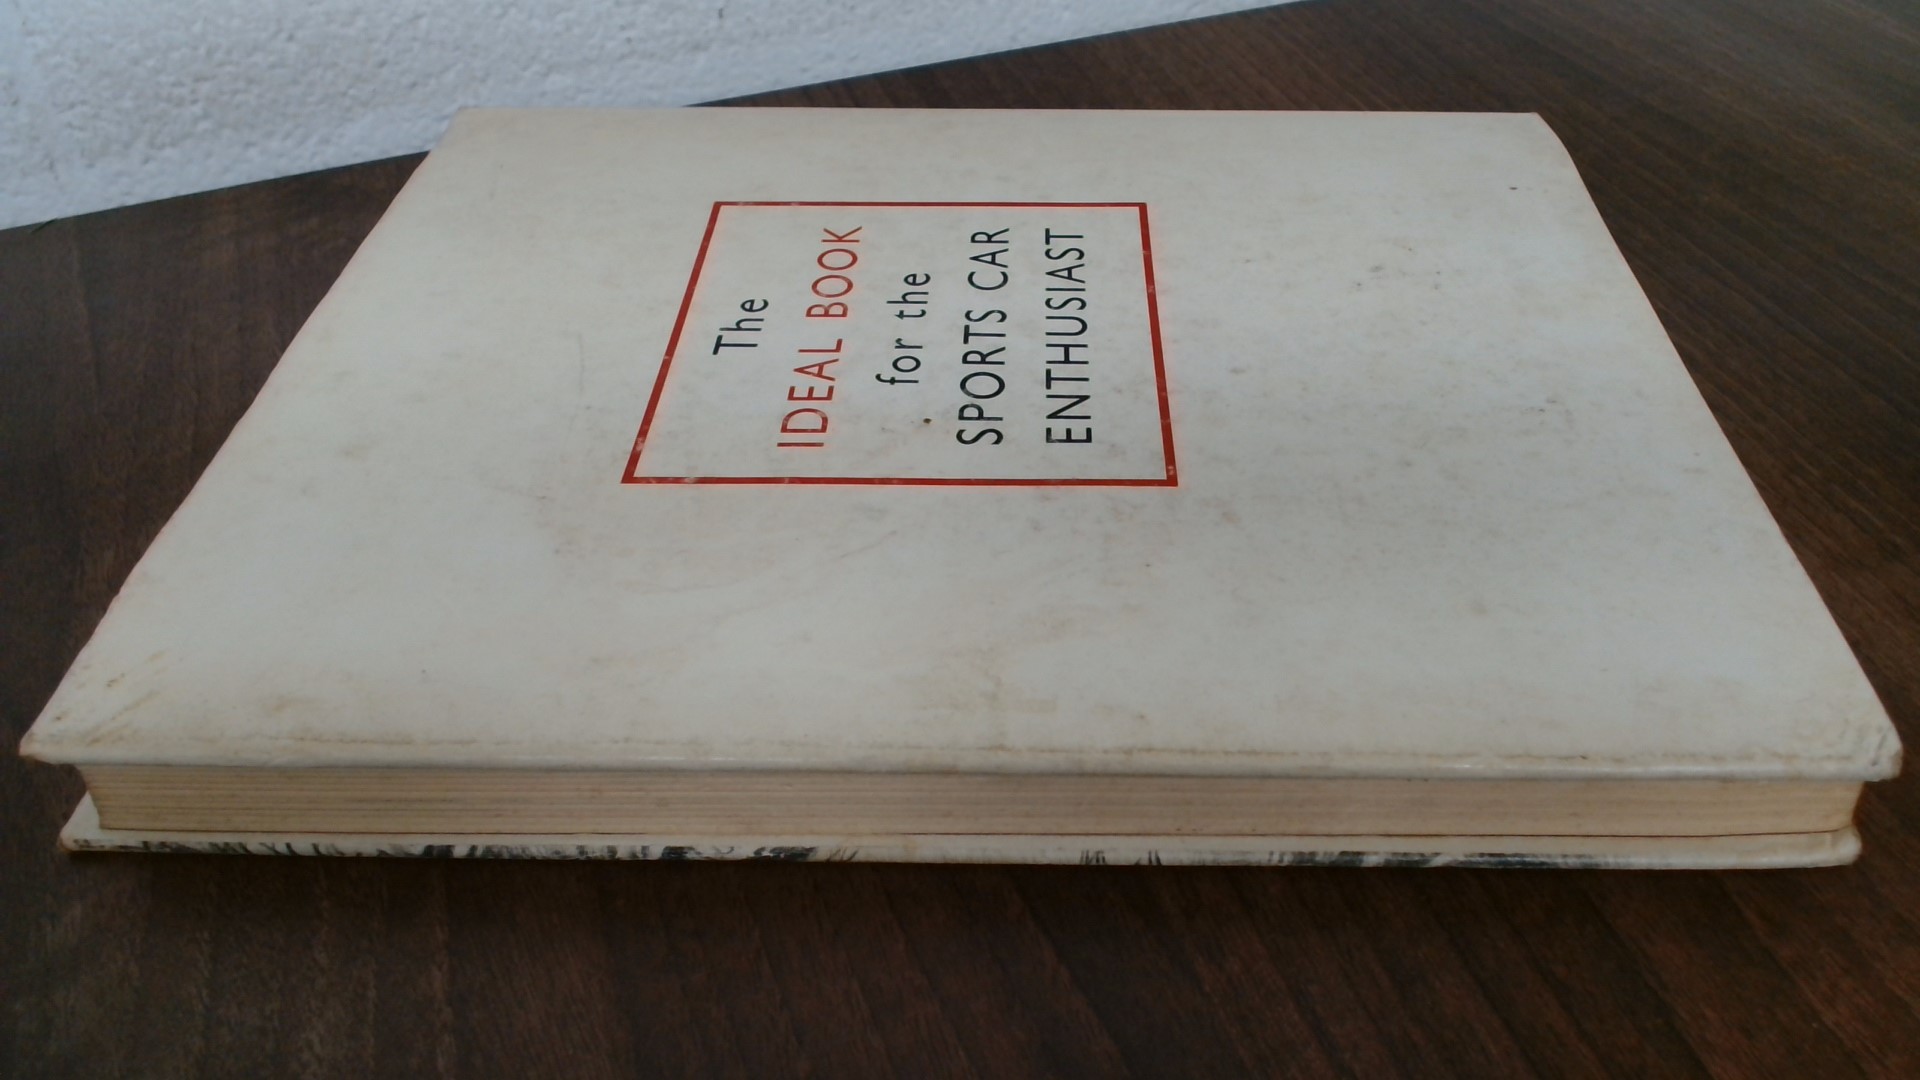 The
IDEAL BOOK
for the
SPORTS CAR
ENTHUSIAST